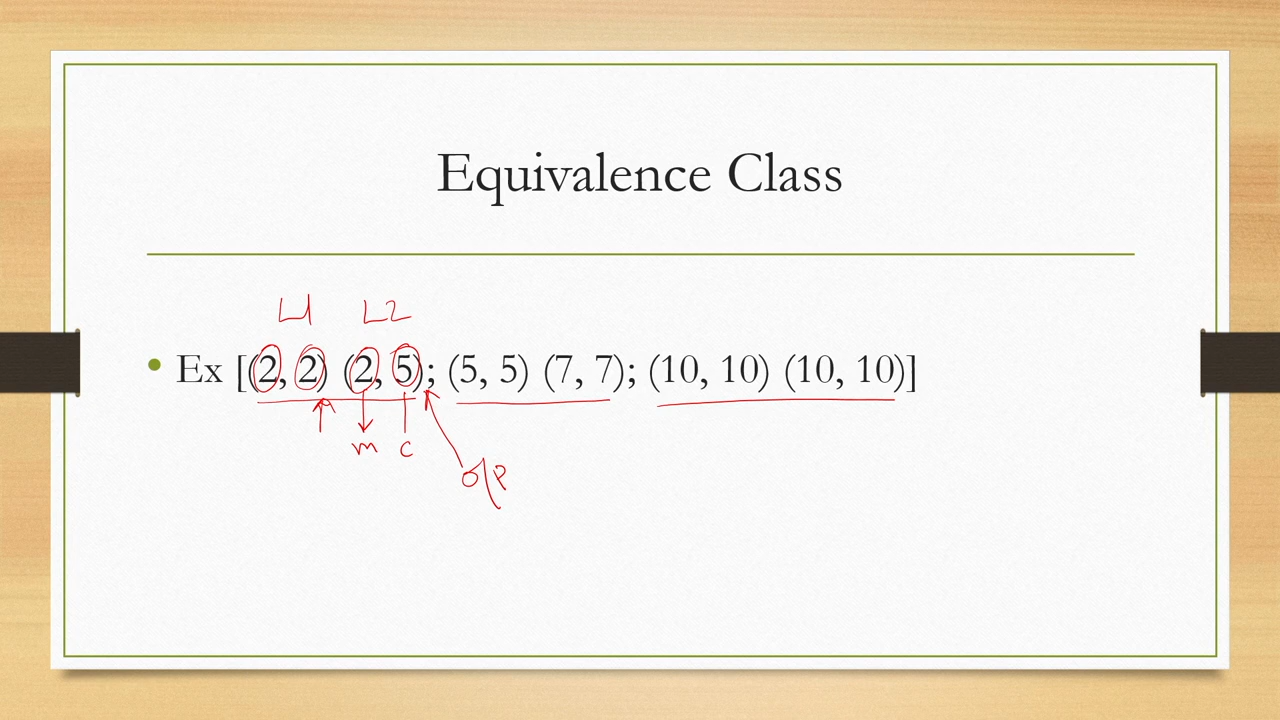 Equivalence Class
L1 L2
Ex [(2, 2) (2, 5); (5, 5) (7, 7); (10, 10) (10, 10)]
m c
o/p